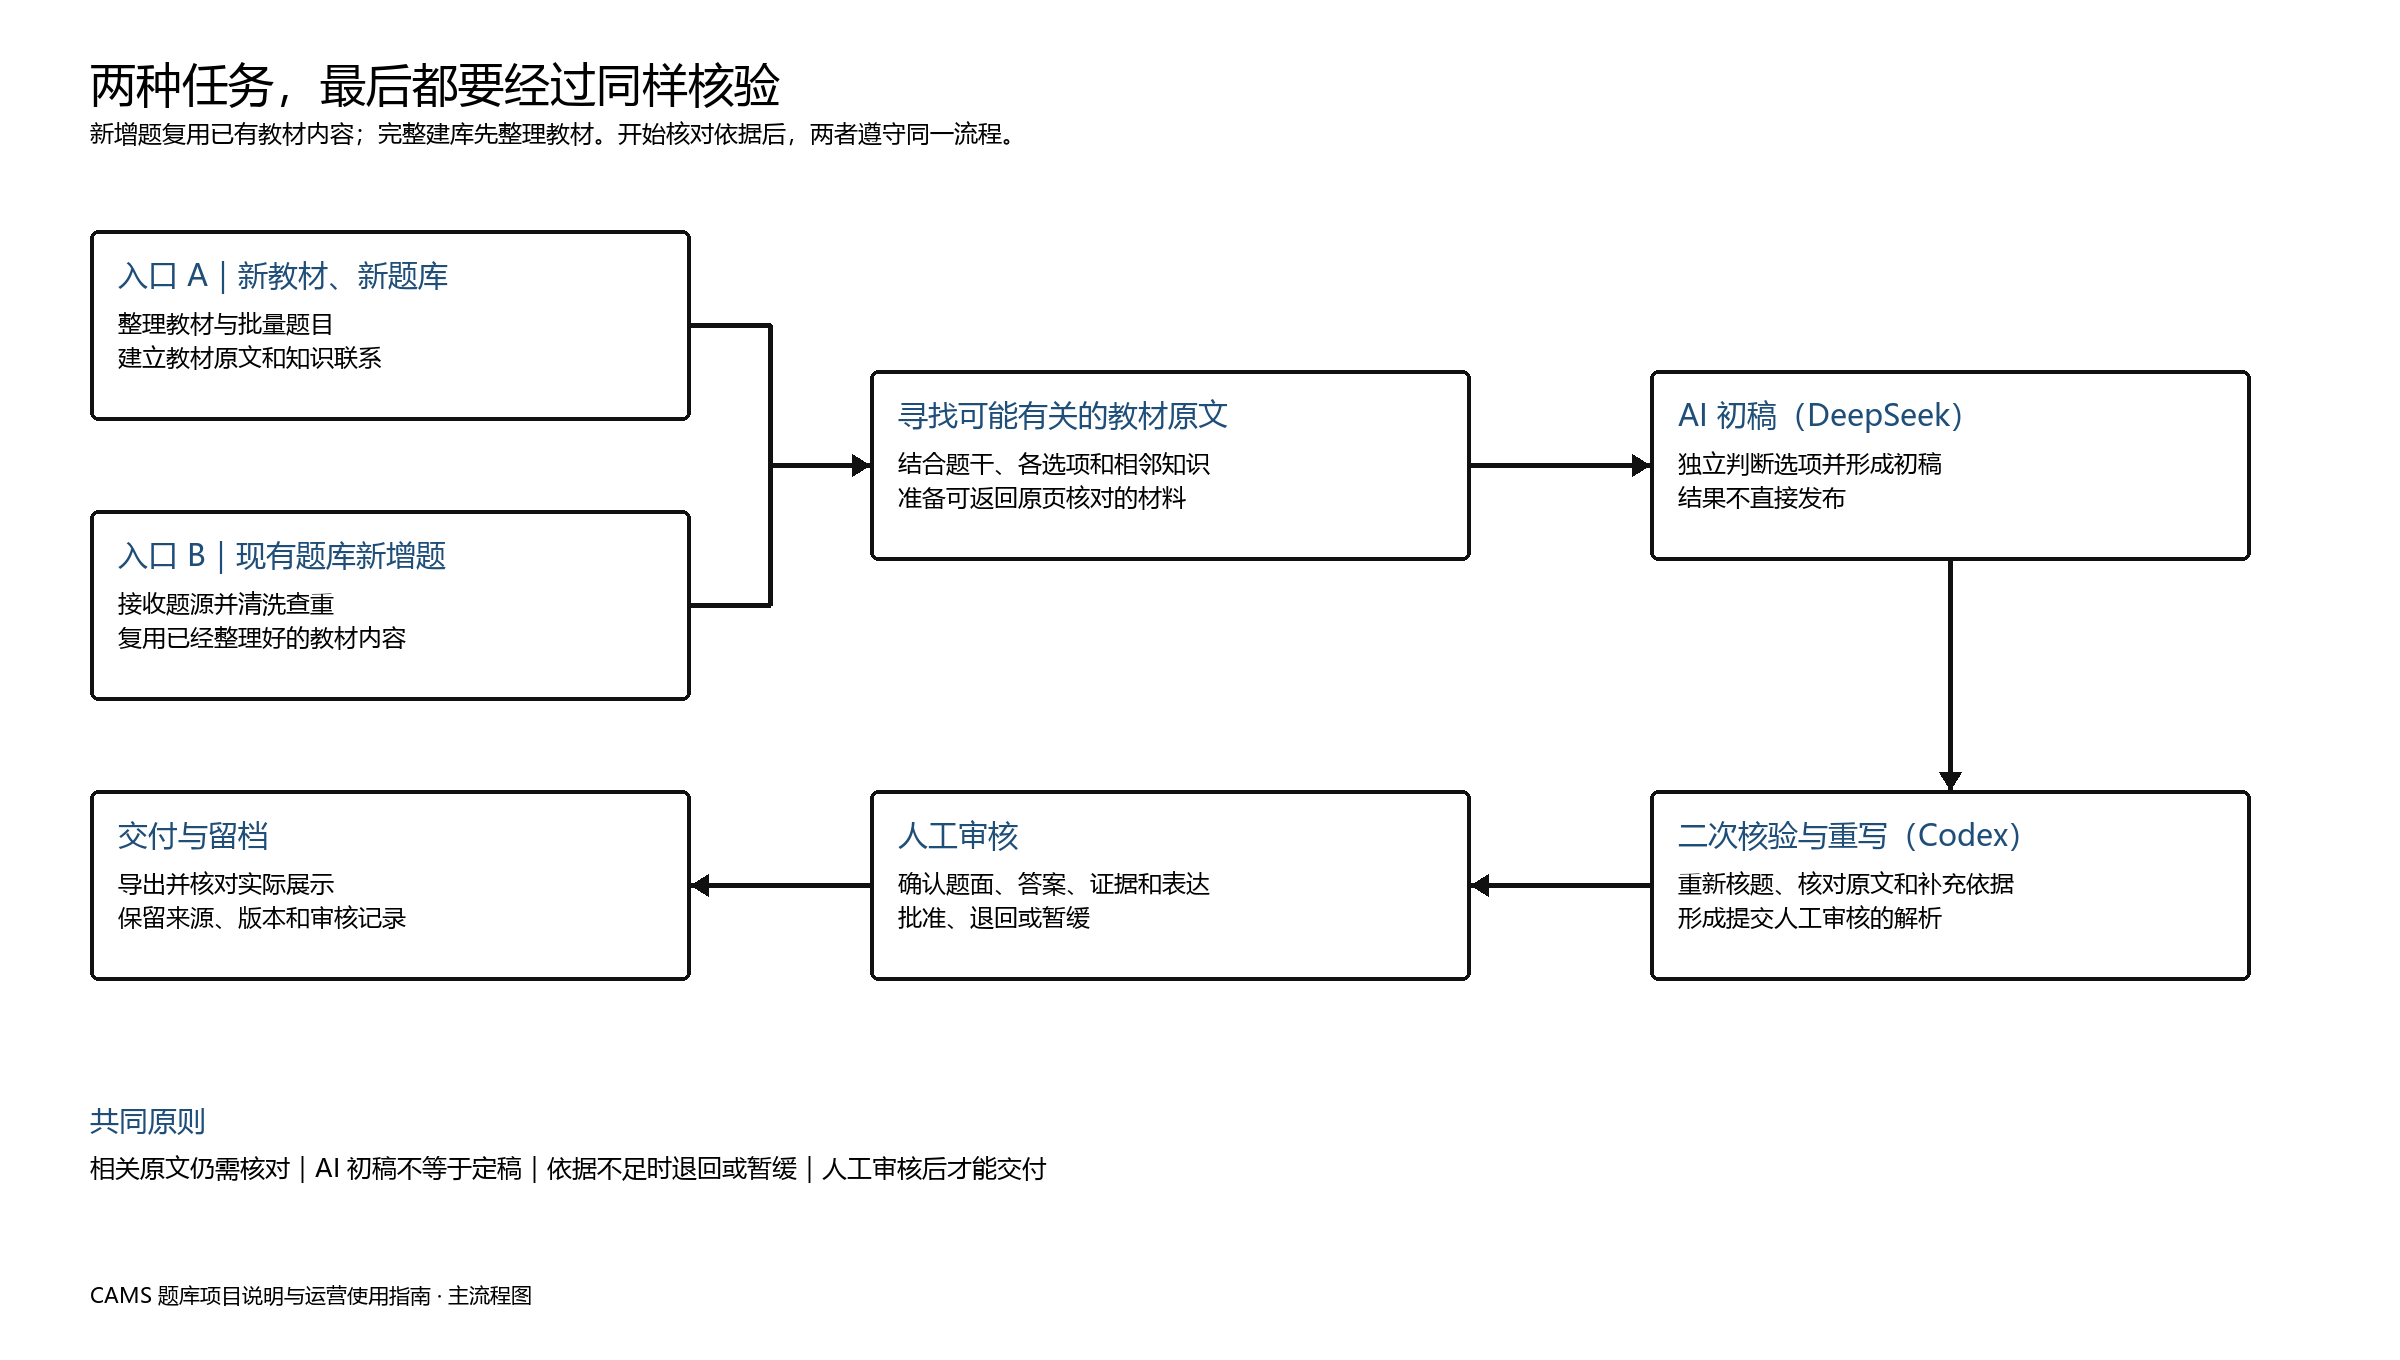 两种任务，最后都要经过同样核验
新增题复用已有教材内容；完整建库先整理教材。开始核对依据后，两者遵守同一流程。
入口 A｜新教材、新题库
整理教材与批量题目
建立教材原文和知识联系
入口 B｜现有题库新增题
接收题源并清洗查重
复用已经整理好的教材内容
寻找可能有关的教材原文
结合题干、各选项和相邻知识
准备可返回原页核对的材料
AI 初稿（DeepSeek）
独立判断选项并形成初稿
结果不直接发布
二次核验与重写（Codex）
重新核题、核对原文和补充依据
形成提交人工审核的解析
人工审核
确认题面、答案、证据和表达
批准、退回或暂缓
交付与留档
导出并核对实际展示
保留来源、版本和审核记录
共同原则
相关原文仍需核对｜AI 初稿不等于定稿｜依据不足时退回或暂缓｜人工审核后才能交付
CAMS 题库项目说明与运营使用指南 · 主流程图